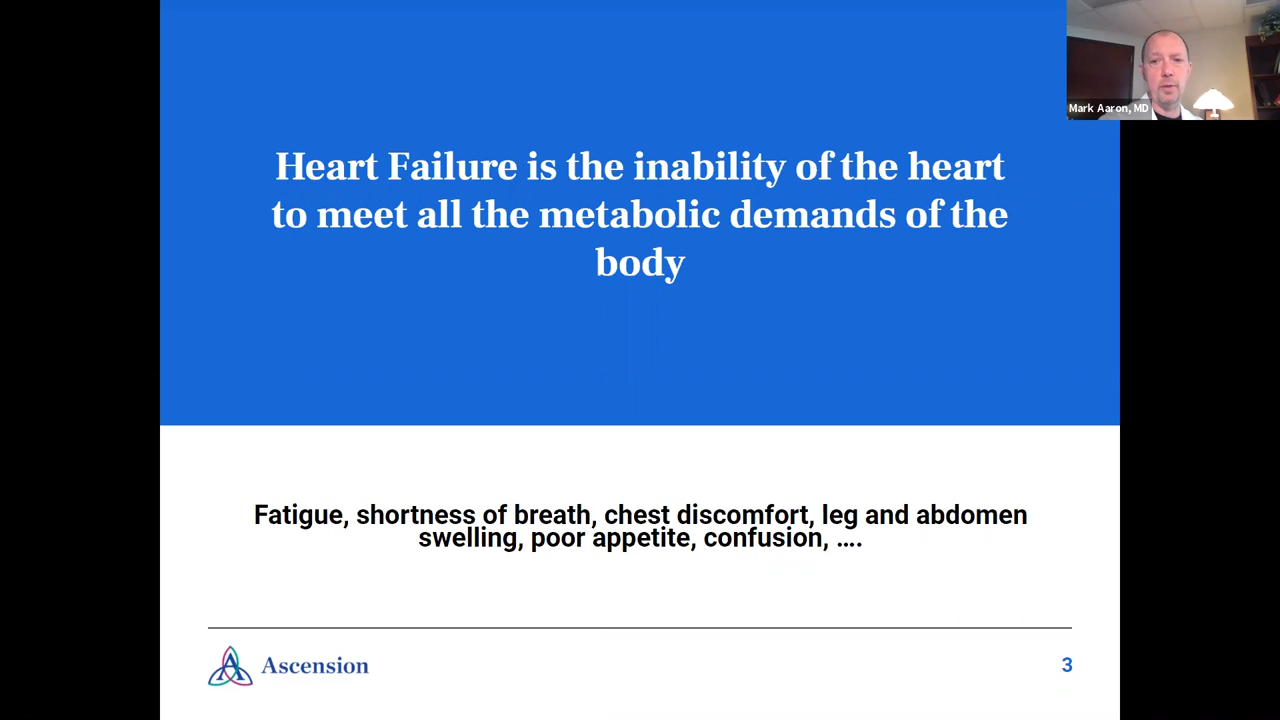 Mark Aaron, MD
Heart Failure is the inability of the heart
to meet all the metabolic demands of the
body
Fatigue, shortness of breath, chest discomfort, leg and abdomen
swelling, poor appetite, confusion, ....
Ascension
3